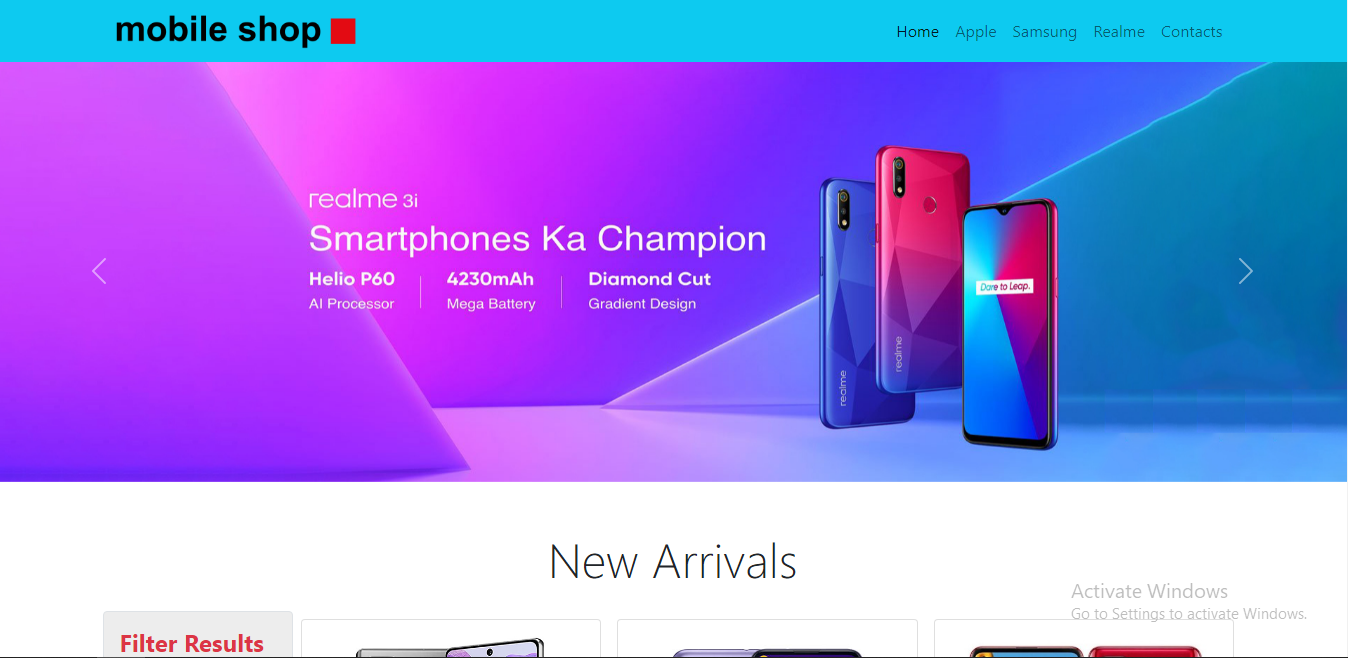 mobile shop
Home Apple Samsung Realme Contacts
realme 3i
Smartphones Ka Champion
Helio P60 4230mAh Diamond Cut
AI Processor Mega Battery Gradient Design
Dare to Leap.
realme
realme
New Arrivals
Activate Windows
Go to Settings to activate Windows.
Filter Results